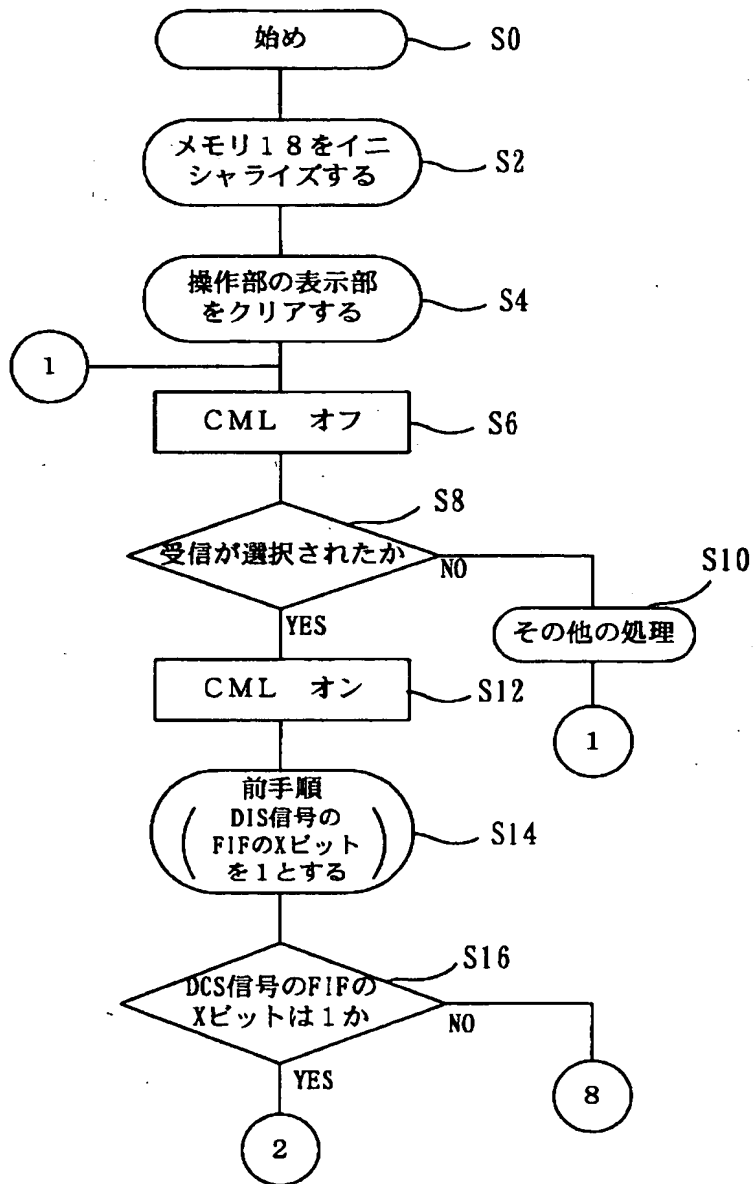 始め
S0
メモリ18をイニ
シャライズする
S2
操作部の表示部
をクリアする
S4
1
CML オフ
S6
S8
受信が選択されたか
NO
S10
YES
その他の処理
CML オン
S12
1
前手順
DIS信号の
FIFのXビット
を1とする
S14
S16
DCS信号のFIFの
Xビットは1か
NO
YES
8
2